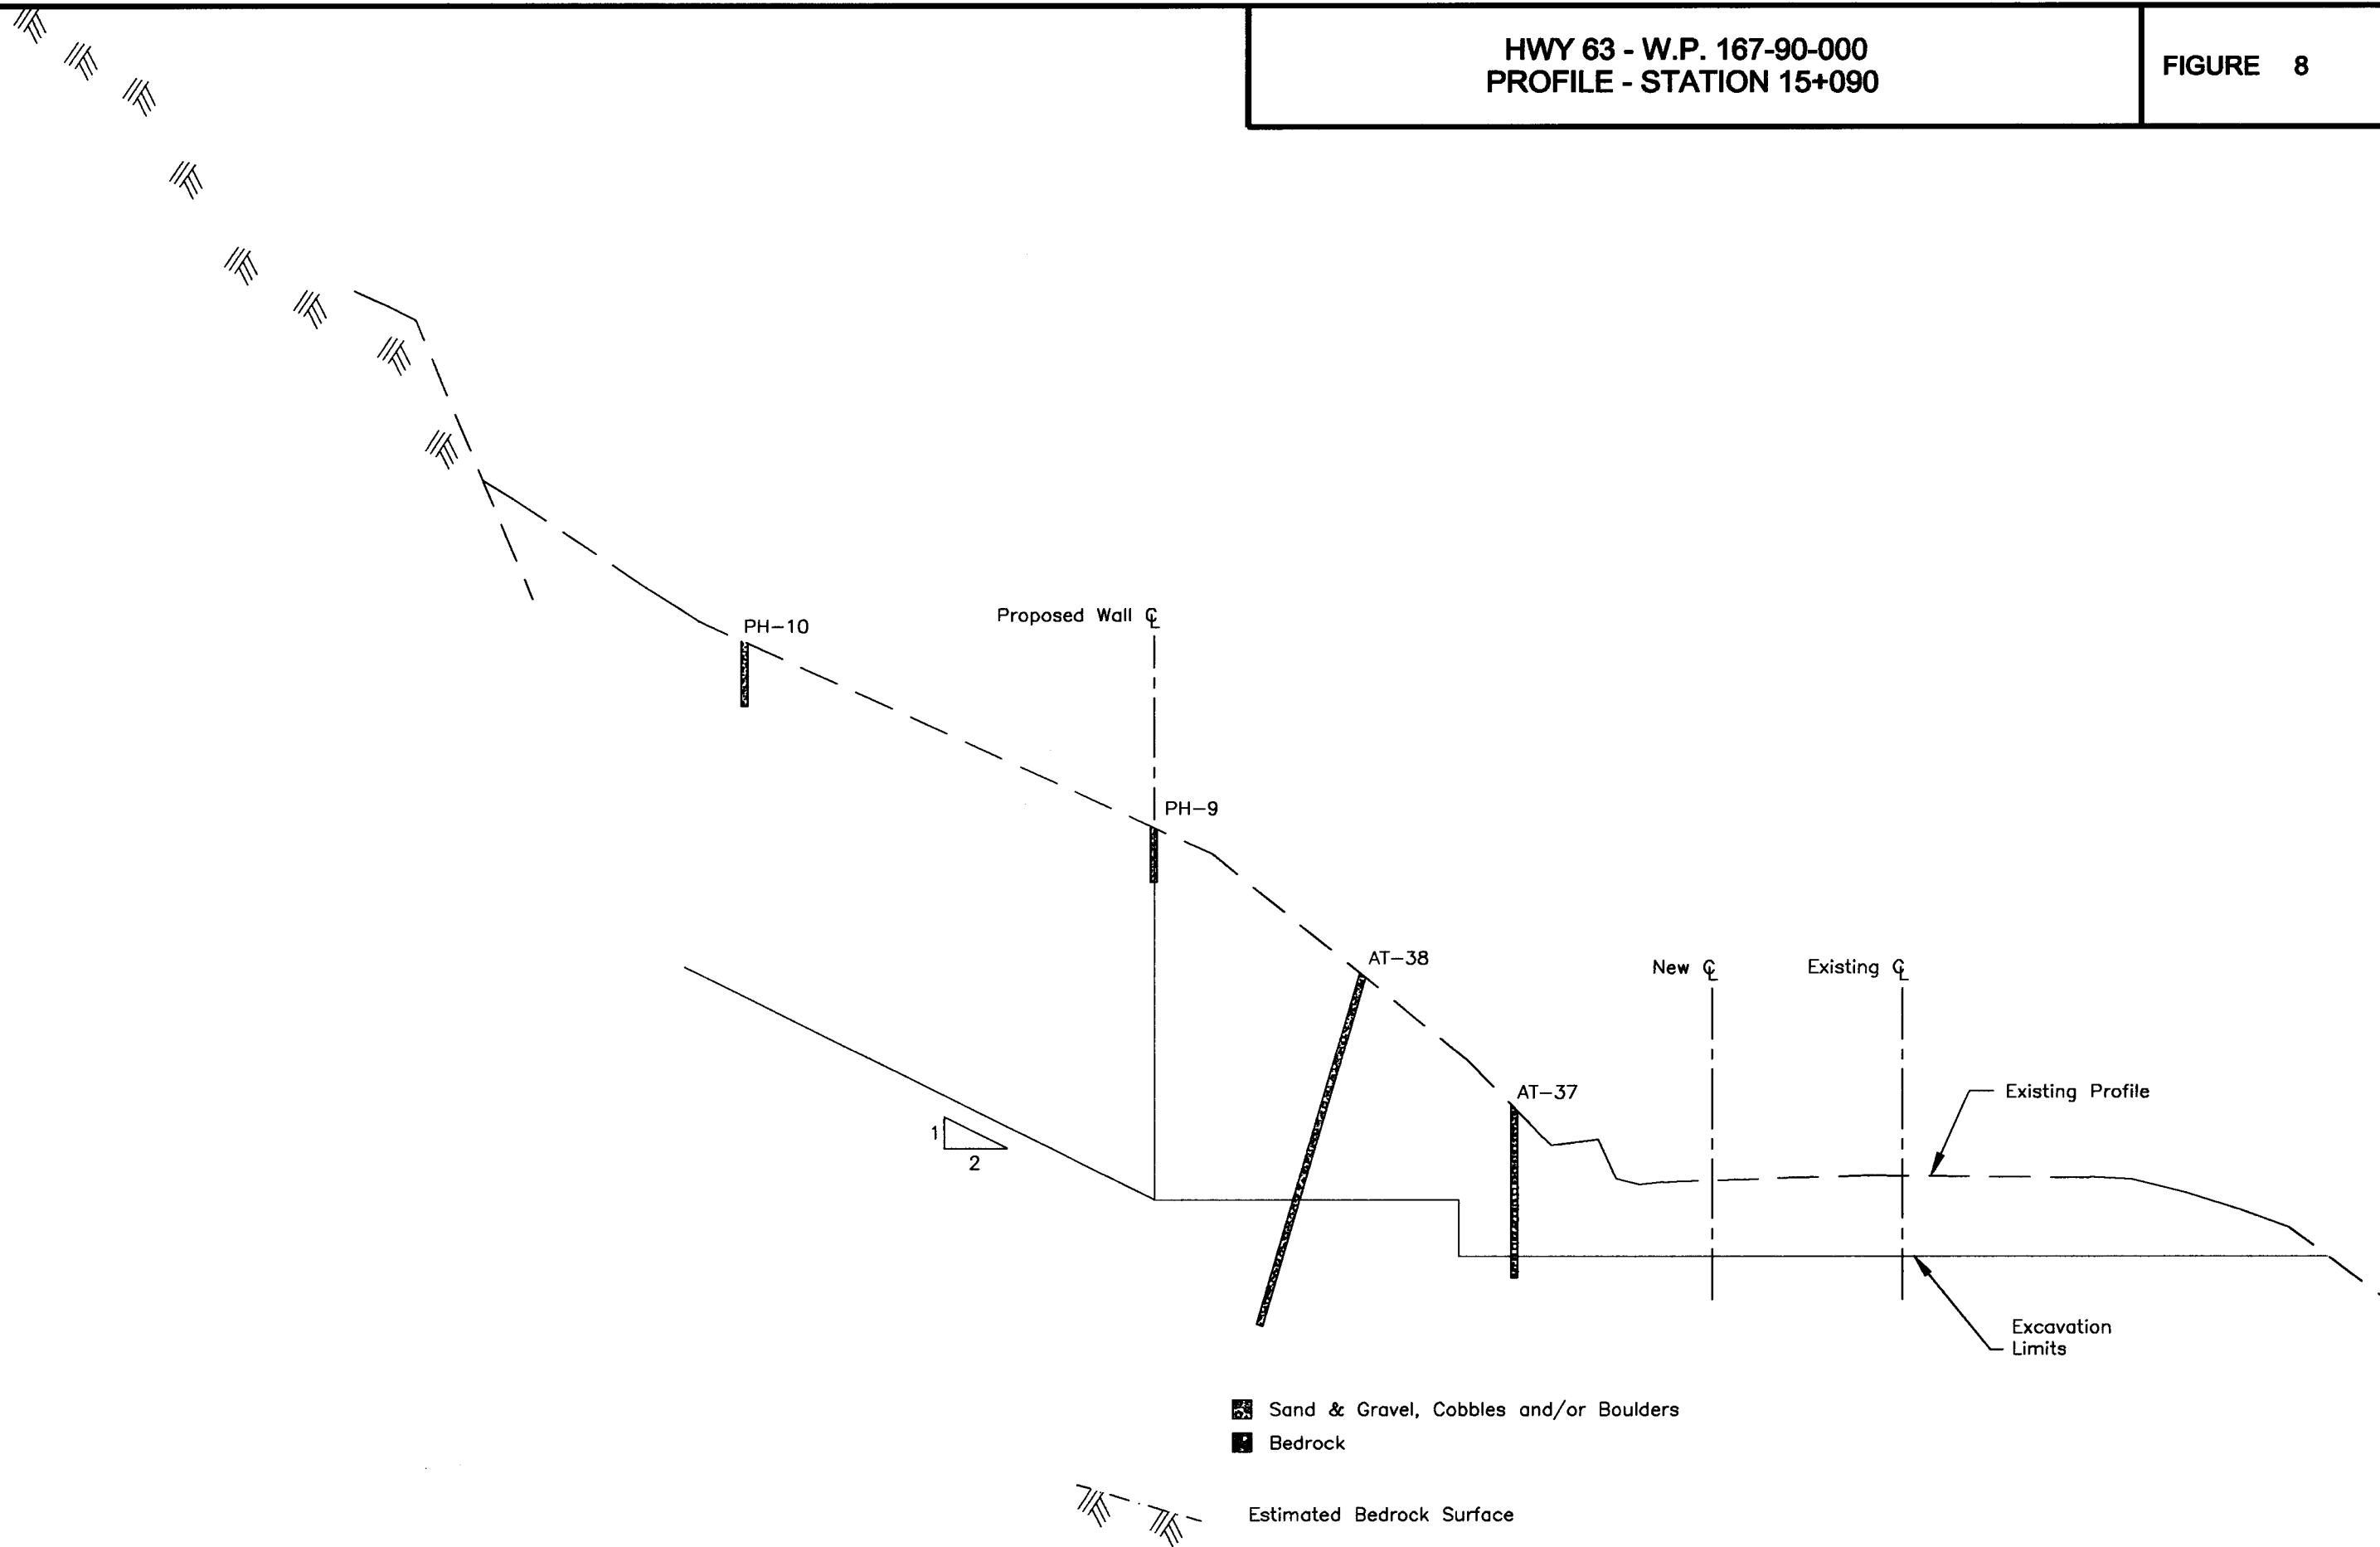 HWY 63 - W.P. 167-90-000
PROFILE - STATION 15+090
FIGURE 8
PH-10
Proposed Wall ℄
PH-9
AT-38
New ℄
Existing ℄
AT-37
Existing Profile
1
2
Excavation
Limits
Sand & Gravel, Cobbles and/or Boulders
Bedrock
Estimated Bedrock Surface